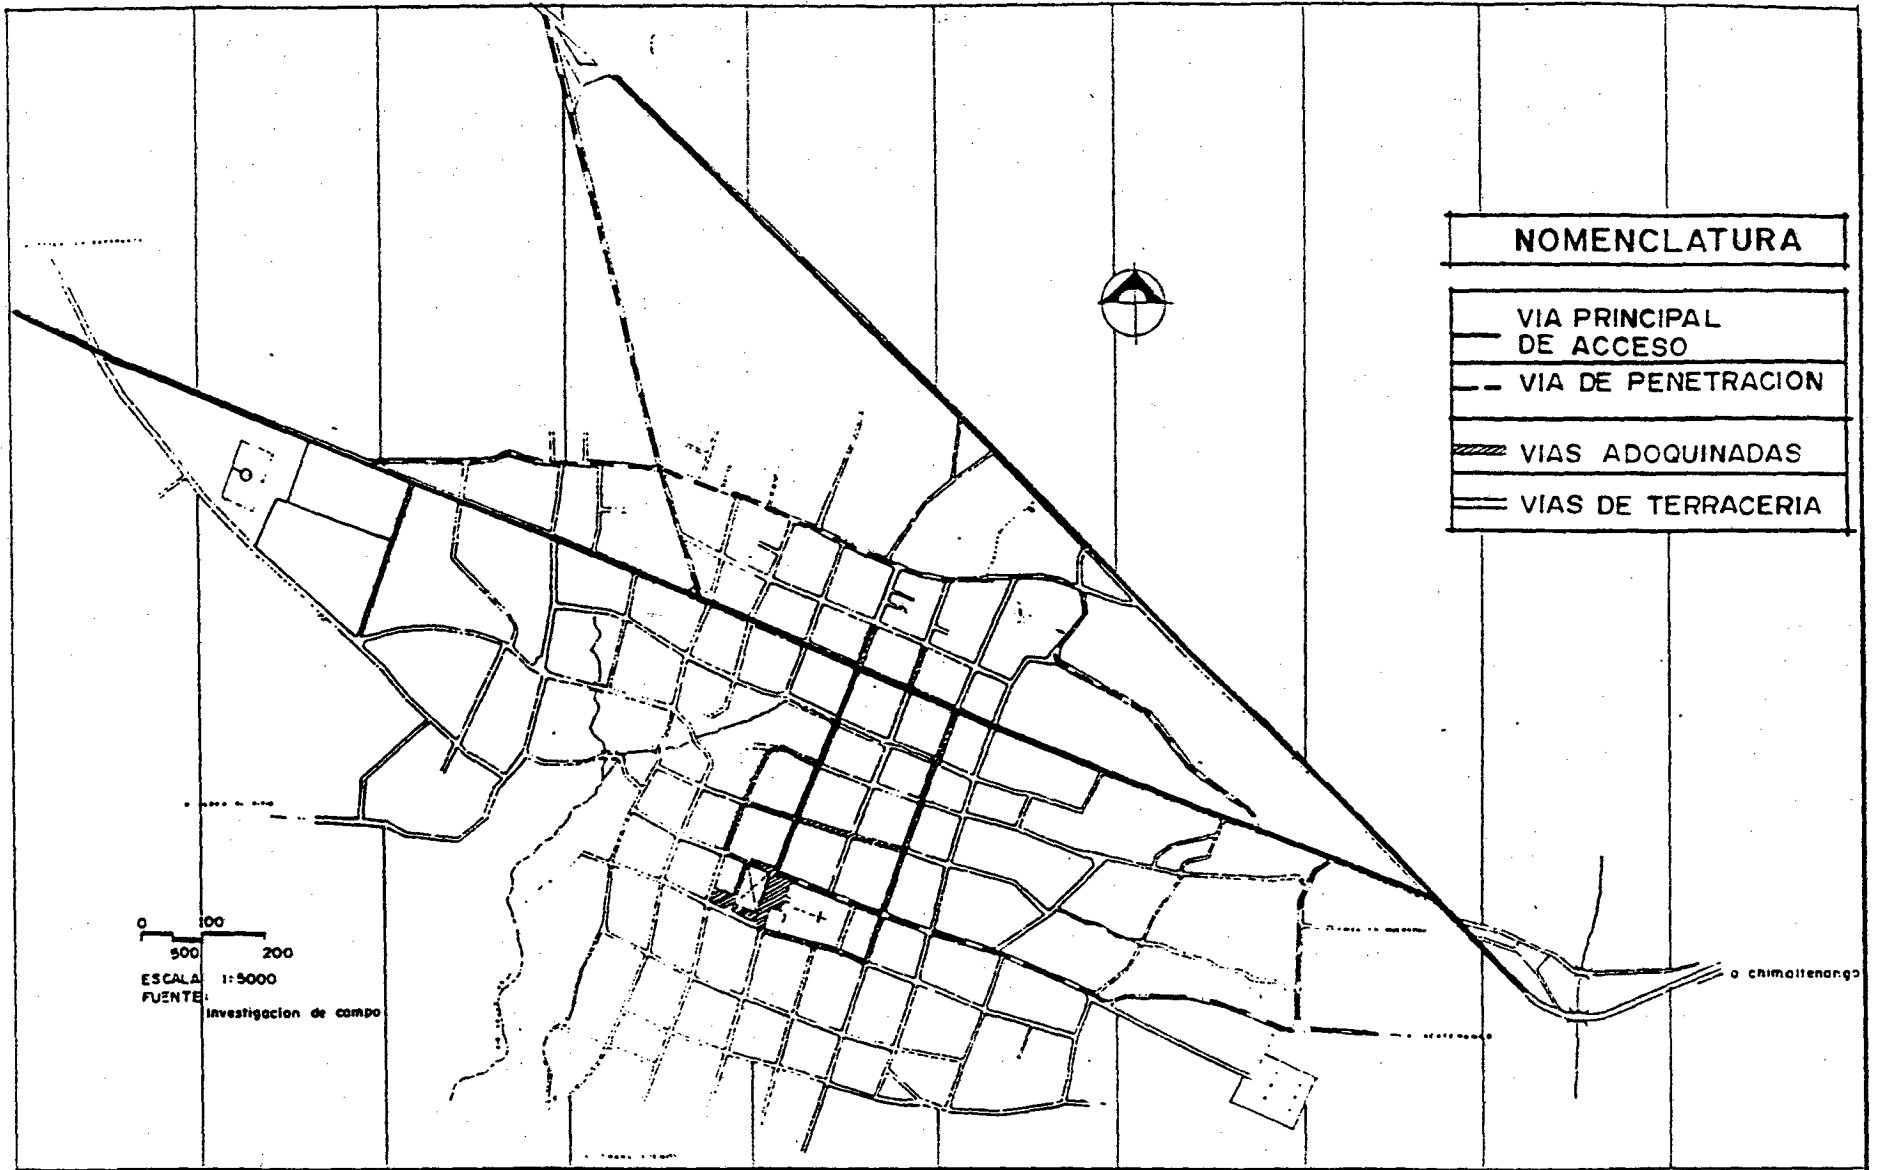 NOMENCLATURA
VIA PRINCIPAL
DE ACCESO
VIA DE PENETRACION
VIAS ADOQUINADAS
VIAS DE TERRACERIA
0 100
500 200
ESCALA 1:5000
FUENTE:
investigacion de campo
a chimaltenango